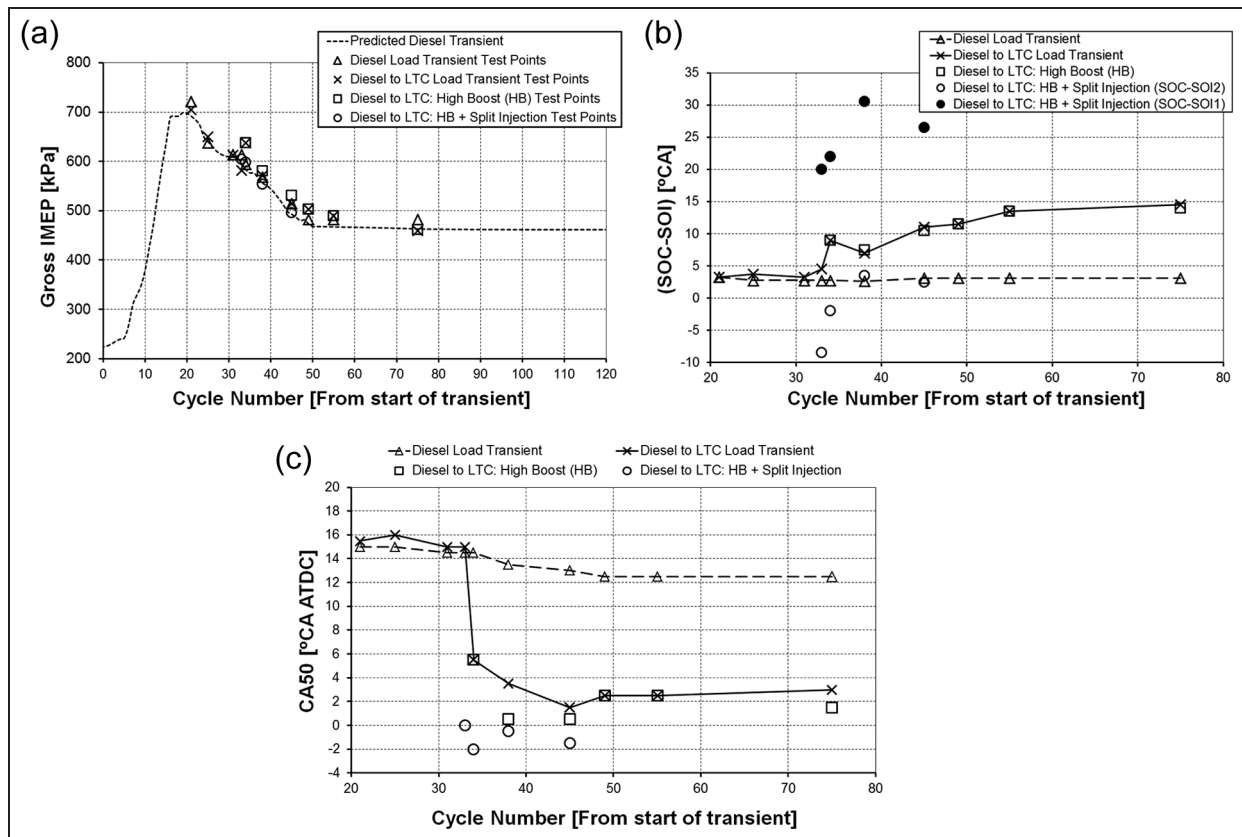 (a)
Predicted Diesel Transient
Diesel Load Transient Test Points
Diesel to LTC Load Transient Test Points
Diesel to LTC: High Boost (HB) Test Points
Diesel to LTC: HB + Split Injection Test Points
800
700
600
500
400
300
200
Gross IMEP [kPa]
0 10 20 30 40 50 60 70 80 90 100 110 120
Cycle Number [From start of transient]
(b)
Diesel Load Transient
Diesel to LTC Load Transient
Diesel to LTC: High Boost (HB)
Diesel to LTC: HB + Split Injection (SOC-SOI2)
Diesel to LTC: HB + Split Injection (SOC-SOI1)
35
30
25
20
15
10
5
0
-5
-10
(SOC-SOI) [ºCA]
20 30 40 50 60 70 80
Cycle Number [From start of transient]
(c)
Diesel Load Transient Diesel to LTC Load Transient
Diesel to LTC: High Boost (HB) Diesel to LTC: HB + Split Injection
20
18
16
14
12
10
8
6
4
2
0
-2
-4
CA50 [ºCA ATDC]
20 30 40 50 60 70 80
Cycle Number [From start of transient]